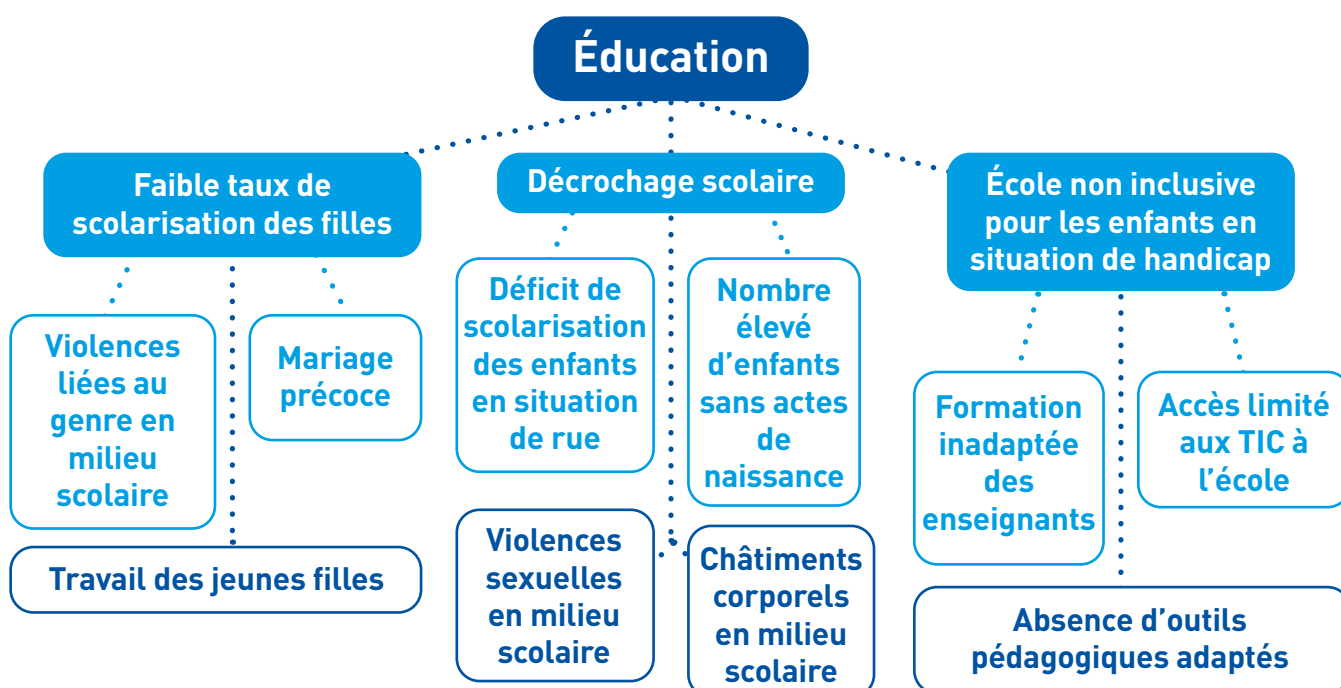 Éducation
Faible taux de
scolarisation des filles
Violences
liées au
genre en
milieu
scolaire
Mariage
précoce
Travail des jeunes filles
Décrochage scolaire
Déficit de
scolarisation
des enfants
en situation
de rue
Nombre
élevé
d’enfants
sans actes
de
naissance
Violences
sexuelles
en milieu
scolaire
Châtiments
corporels
en milieu
scolaire
École non inclusive
pour les enfants en
situation de handicap
Formation
inadaptée
des
enseignants
Accès limité
aux TIC à
l’école
Absence d’outils
pédagogiques adaptés